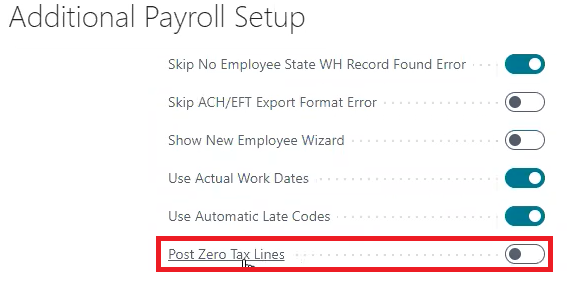 Additional Payroll Setup
Skip No Employee State WH Record Found Error
Skip ACH/EFT Export Format Error
Show New Employee Wizard
Use Actual Work Dates
Use Automatic Late Codes
Post Zero Tax Lines